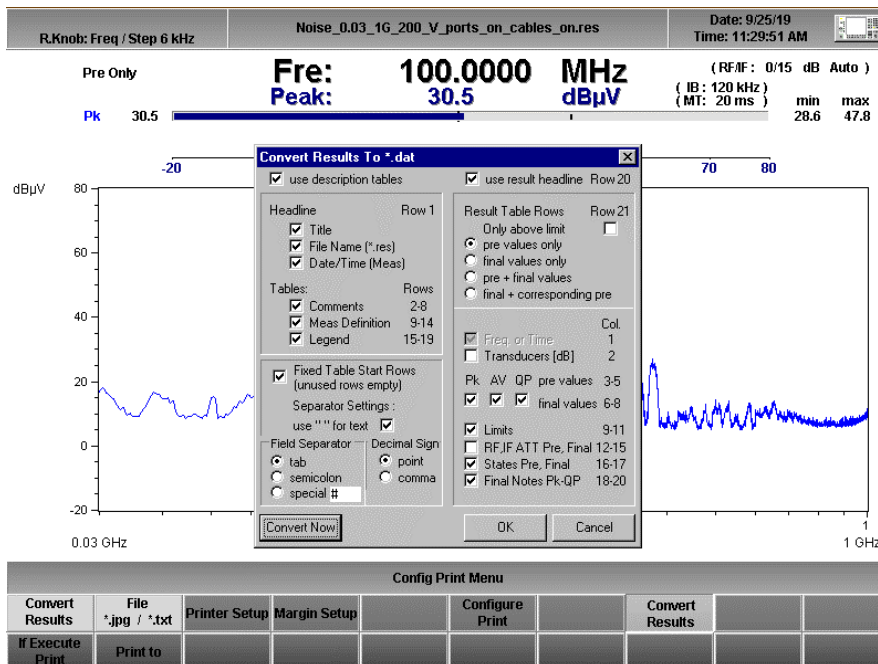 R.Knob: Freq / Step 6 kHz
Noise_0.03_1G_200_V_ports_on_cables_on.res
Date: 9/25/19
Time: 11:29:51 AM
Pre Only
Fre: 100.0000 MHz
Peak: 30.5 dBµV
(RF/IF: 0/15 dB Auto )
( IB : 120 kHz )
( MT: 20 ms )
min max
28.6 47.8
Pk 30.5
-20 70 80
dBµV
80
60
40
20
0
-20
0.03 GHz
1
1 GHz
Convert Results To *.dat
use description tables
use result headline Row 20
Headline Row 1
Title
File Name (*.res)
Date/Time (Meas)
Tables: Rows
Comments 2-8
Meas Definition 9-14
Legend 15-19
Fixed Table Start Rows
(unused rows empty)
Separator Settings :
use " " for text
Field Separator
tab
semicolon
special #
Decimal Sign
point
comma
Result Table Rows Row 21
Only above limit
pre values only
final values only
pre + final values
final + corresponding pre
Col.
Freq. or Time 1
Transducers [dB] 2
Pk AV QP pre values 3-5
final values 6-8
Limits 9-11
RF,IF ATT Pre, Final 12-15
States Pre, Final 16-17
Final Notes Pk-QP 18-20
Convert Now
OK
Cancel
Config Print Menu
Convert Results
File *.jpg / *.txt
Printer Setup
Margin Setup
Configure Print
Convert Results
If Execute Print
Print to